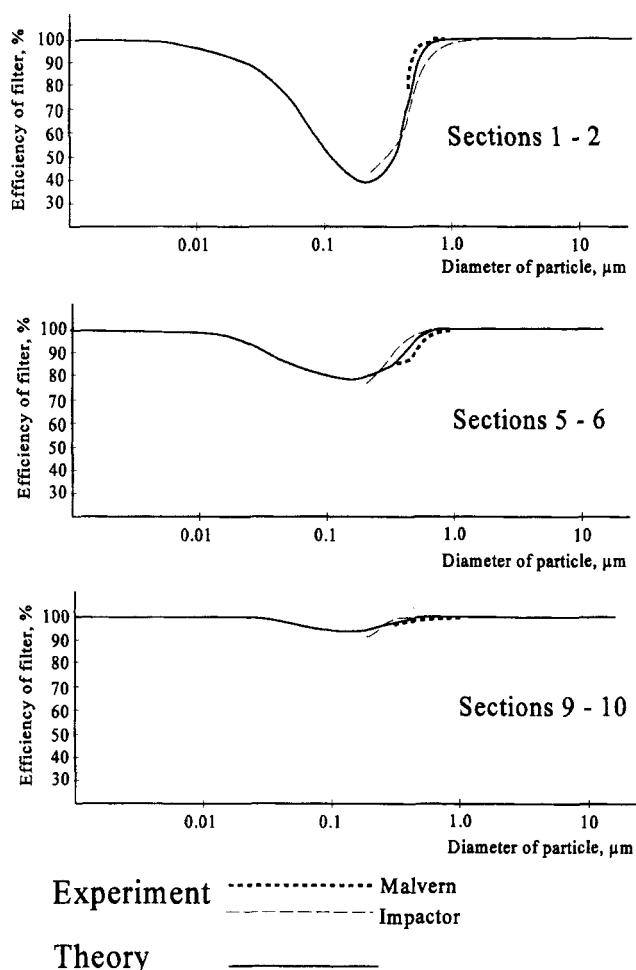 Efficiency of filter, %
100
90
80
70
60
50
40
30
Sections 1 - 2
0.01 0.1 1.0 10
Diameter of particle, µm
Efficiency of filter, %
100
90
80
70
60
50
40
30
Sections 5 - 6
0.01 0.1 1.0 10
Diameter of particle, µm
Efficiency of filter, %
100
90
80
70
60
50
40
30
Sections 9 - 10
0.01 0.1 1.0 10
Diameter of particle, µm
Experiment Malvern
Impactor
Theory